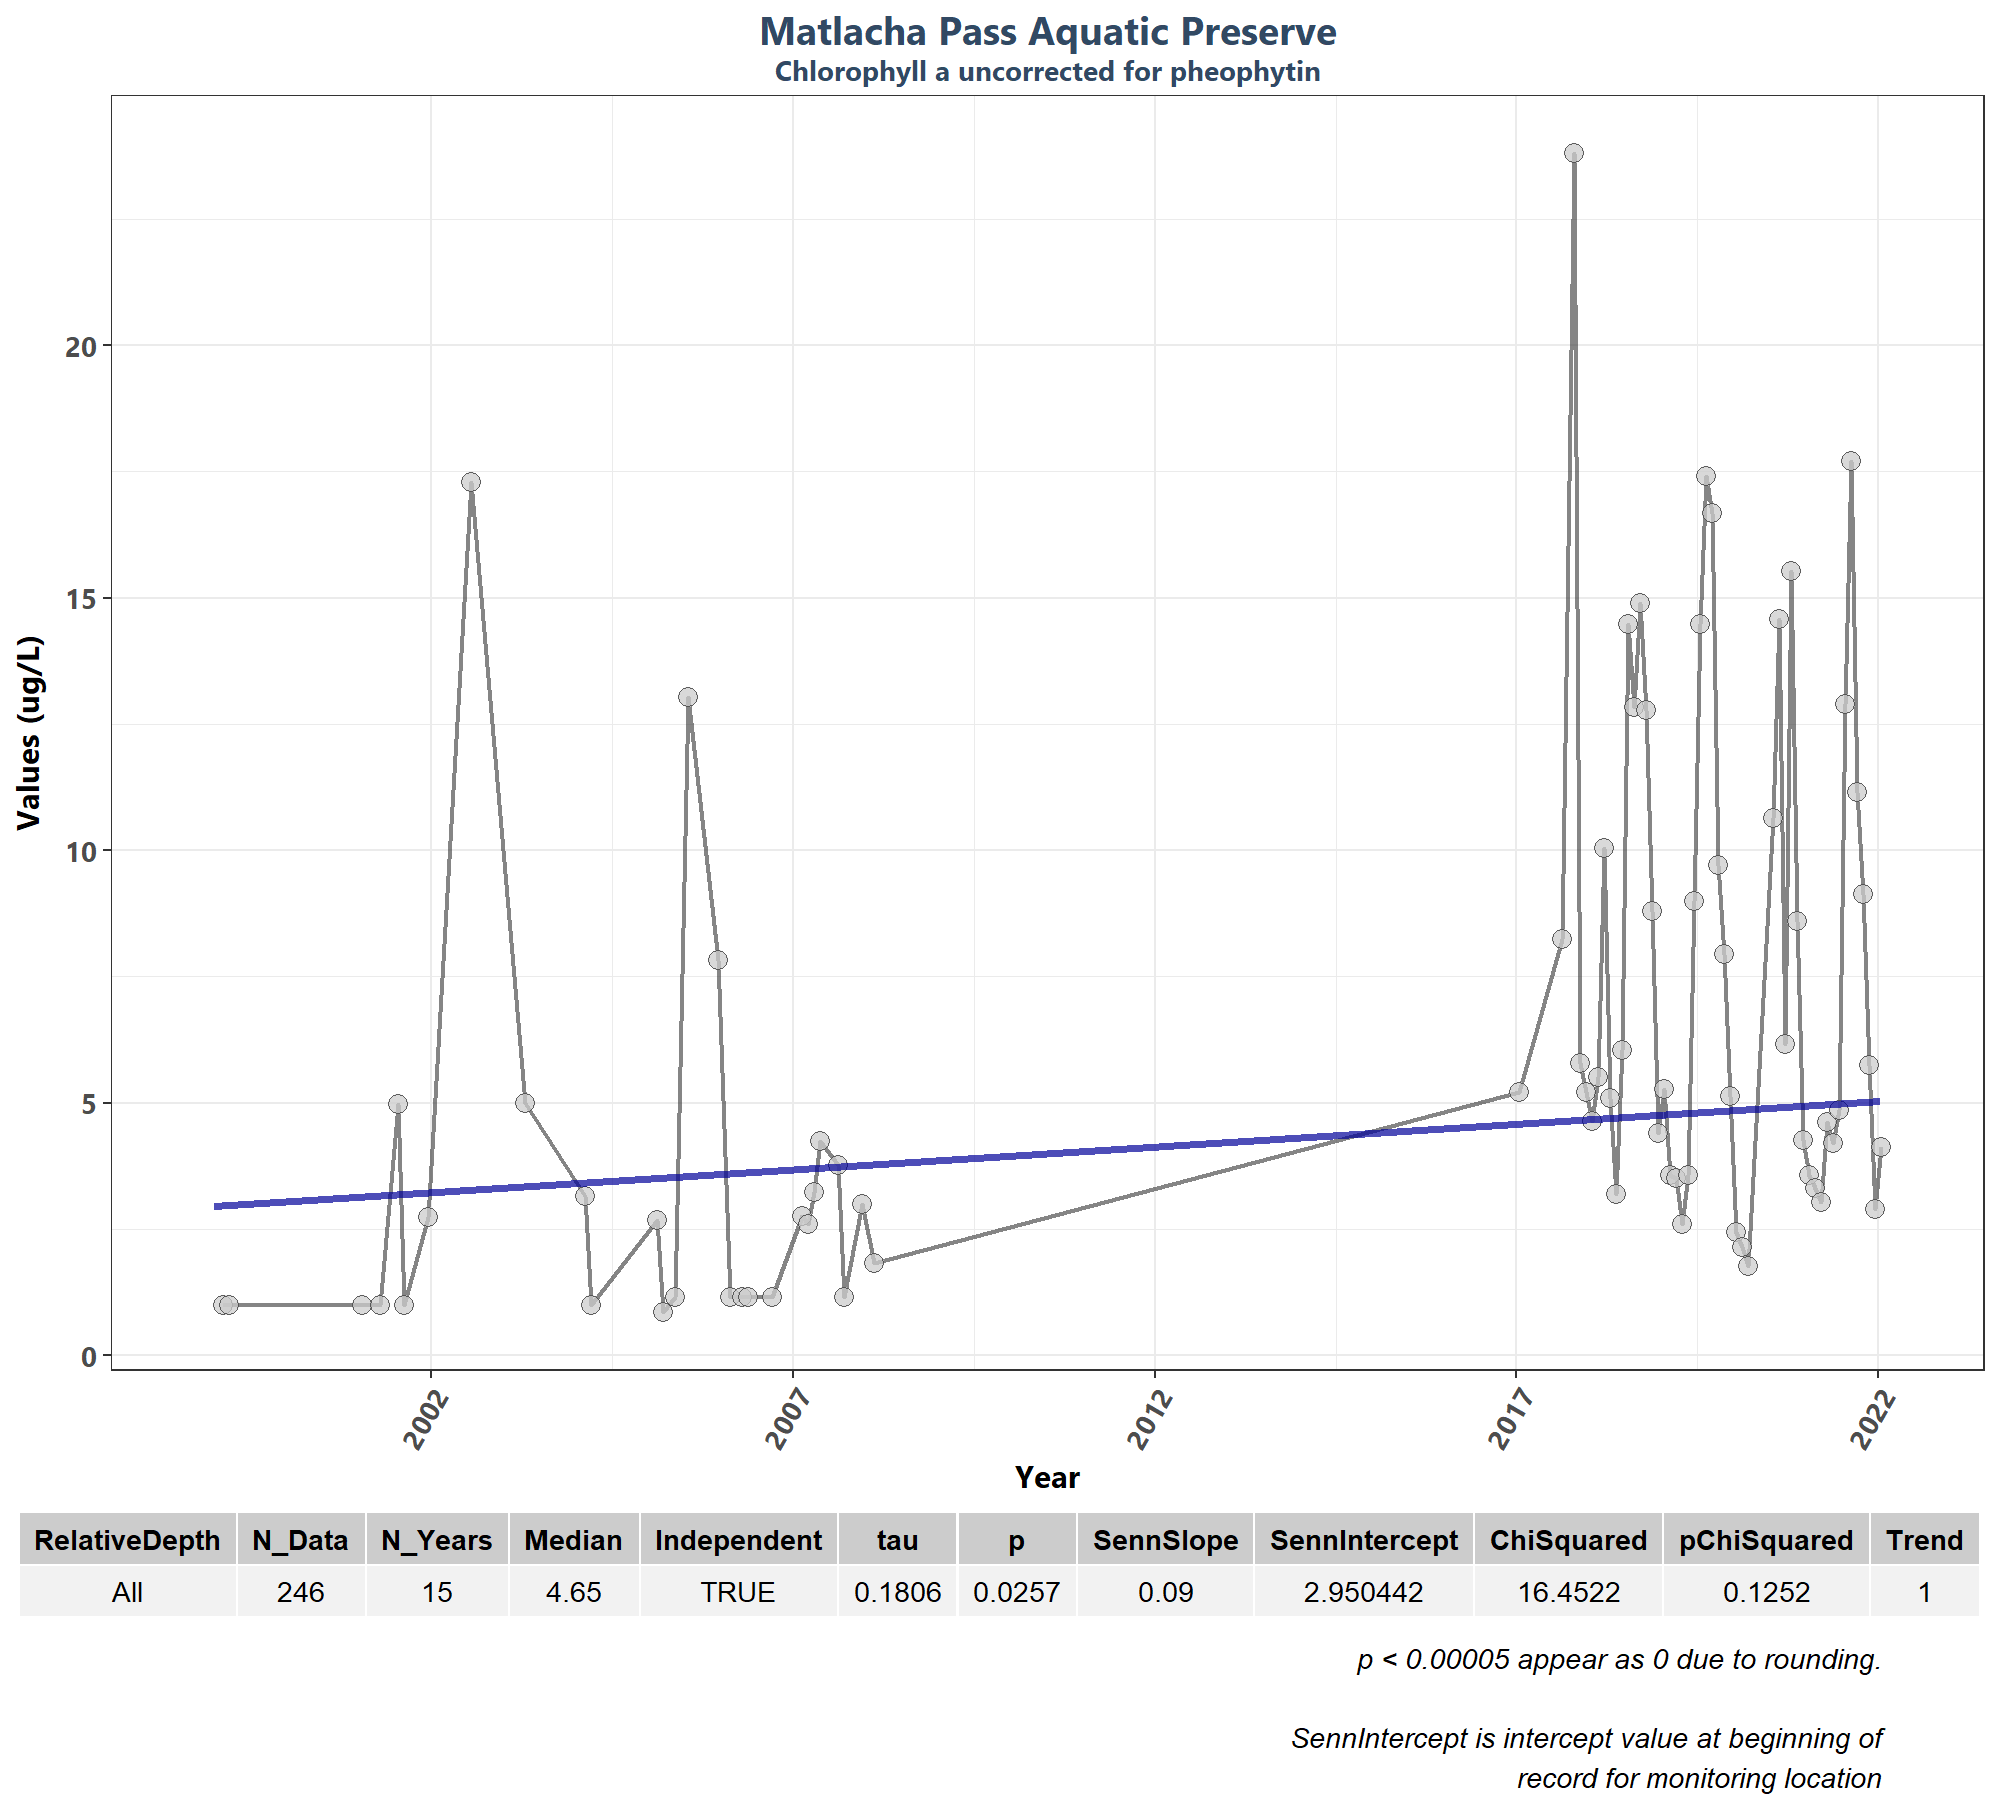 Matlacha Pass Aquatic Preserve
Chlorophyll a uncorrected for pheophytin
Values (ug/L)
20
15
10
5
0
2002 2007 2012 2017 2022
Year
RelativeDepth N_Data N_Years Median Independent tau p SennSlope SennIntercept ChiSquared pChiSquared Trend
All 246 15 4.65 TRUE 0.1806 0.0257 0.09 2.950442 16.4522 0.1252 1
p < 0.00005 appear as 0 due to rounding.
SennIntercept is intercept value at beginning of
record for monitoring location